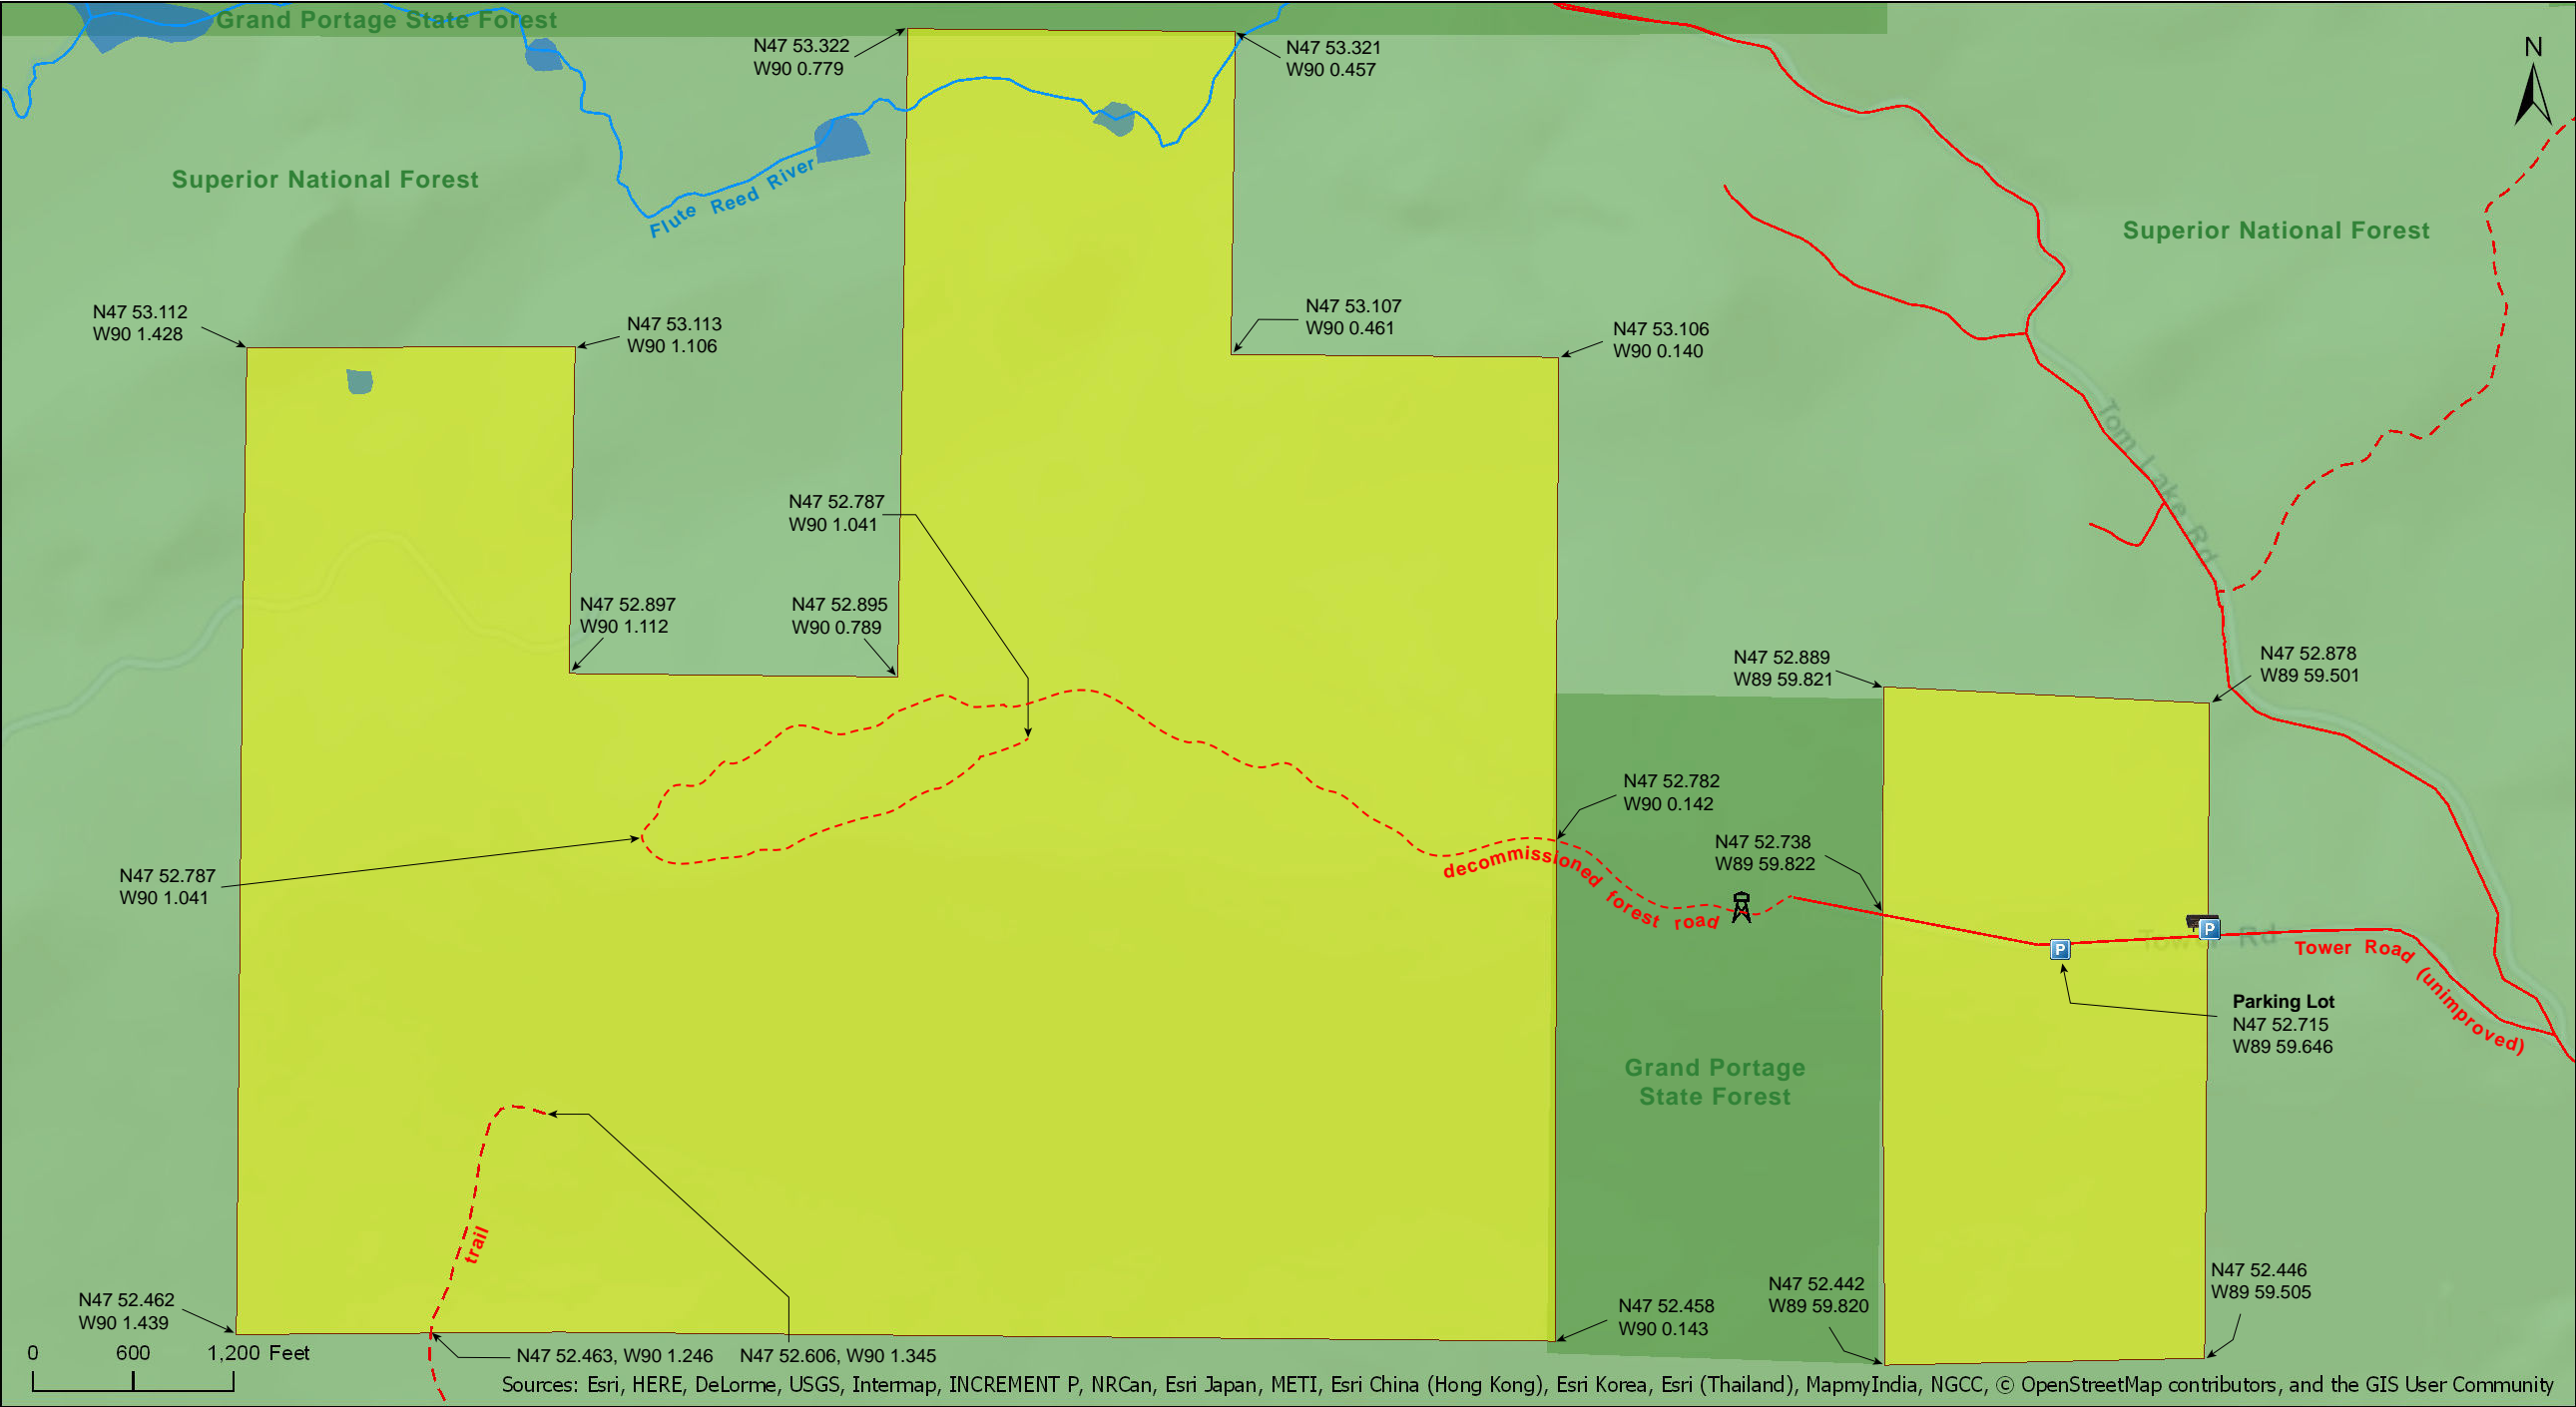 Grand Portage State Forest
N47 53.322
W90 0.779
N47 53.321
W90 0.457
N
Superior National Forest
Flute Reed River
Superior National Forest
N47 53.112
W90 1.428
N47 53.113
W90 1.106
N47 53.107
W90 0.461
N47 53.106
W90 0.140
Tom Lake Rd
N47 52.787
W90 1.041
N47 52.897
W90 1.112
N47 52.895
W90 0.789
N47 52.889
W89 59.821
N47 52.878
W89 59.501
N47 52.782
W90 0.142
N47 52.738
W89 59.822
decommissioned forest road
N47 52.787
W90 1.041
P
P
Tower Rd
Tower Road (unimproved)
Parking Lot
N47 52.715
W89 59.646
Grand Portage
State Forest
trail
N47 52.462
W90 1.439
N47 52.458
W90 0.143
N47 52.442
W89 59.820
N47 52.446
W89 59.505
0 600 1,200 Feet
N47 52.463, W90 1.246
N47 52.606, W90 1.345
Sources: Esri, HERE, DeLorme, USGS, Intermap, INCREMENT P, NRCan, Esri Japan, METI, Esri China (Hong Kong), Esri Korea, Esri (Thailand), MapmyIndia, NGCC, © OpenStreetMap contributors, and the GIS User Community